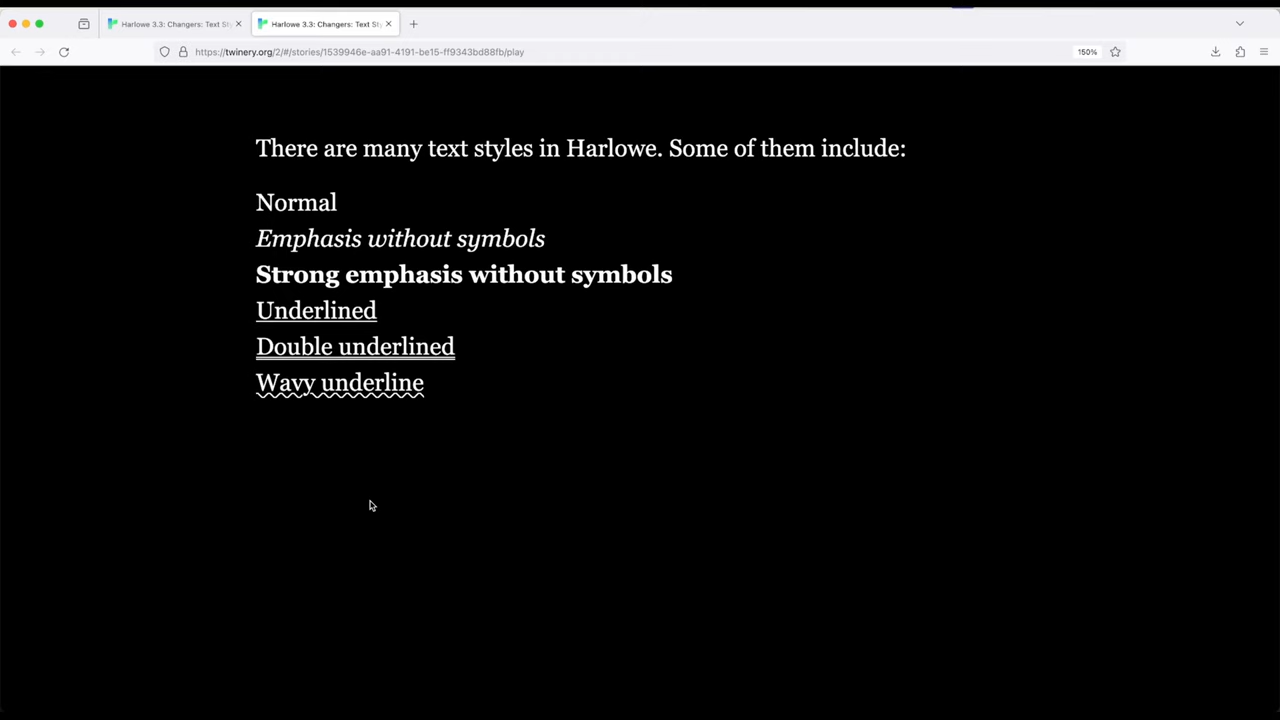 Harlowe 3.3: Changers: Text St
Harlowe 3.3: Changers: Text St
https://twinery.org/2/#/stories/1539946e-aa91-4191-be15-ff9343bd88fb/play
150%
There are many text styles in Harlowe. Some of them include:
Normal
Emphasis without symbols
Strong emphasis without symbols
Underlined
Double underlined
Wavy underline